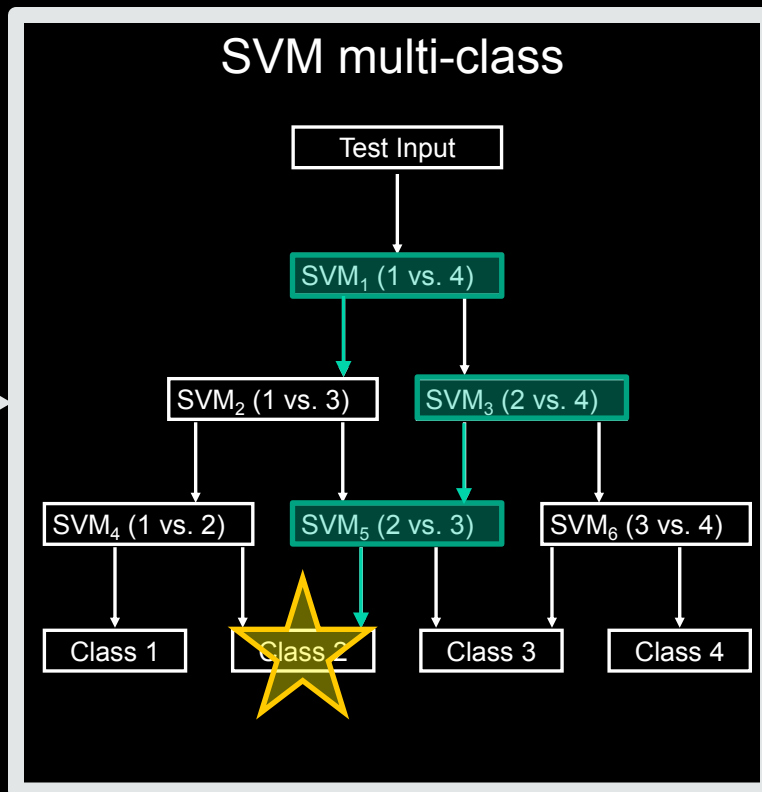 SVM multi-class
Test Input
SVM₁ (1 vs. 4)
SVM₂ (1 vs. 3)
SVM₃ (2 vs. 4)
SVM₄ (1 vs. 2)
SVM₅ (2 vs. 3)
SVM₆ (3 vs. 4)
Class 1
Class 2
Class 3
Class 4